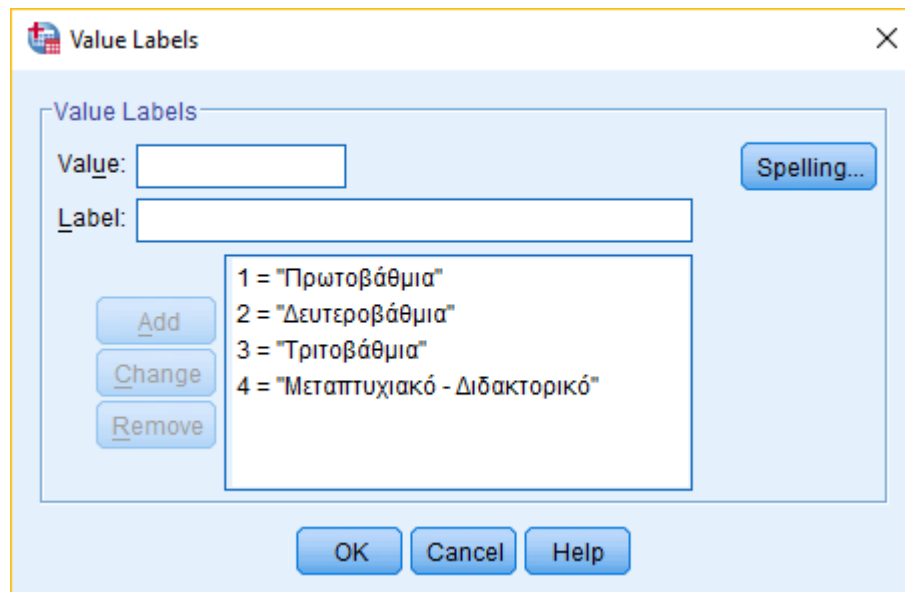 Value Labels
Value Labels
Value:
Spelling...
Label:
1 = "Πρωτοβάθμια"
2 = "Δευτεροβάθμια"
3 = "Τριτοβάθμια"
4 = "Μεταπτυχιακό - Διδακτορικό"
Add
Change
Remove
OK Cancel Help